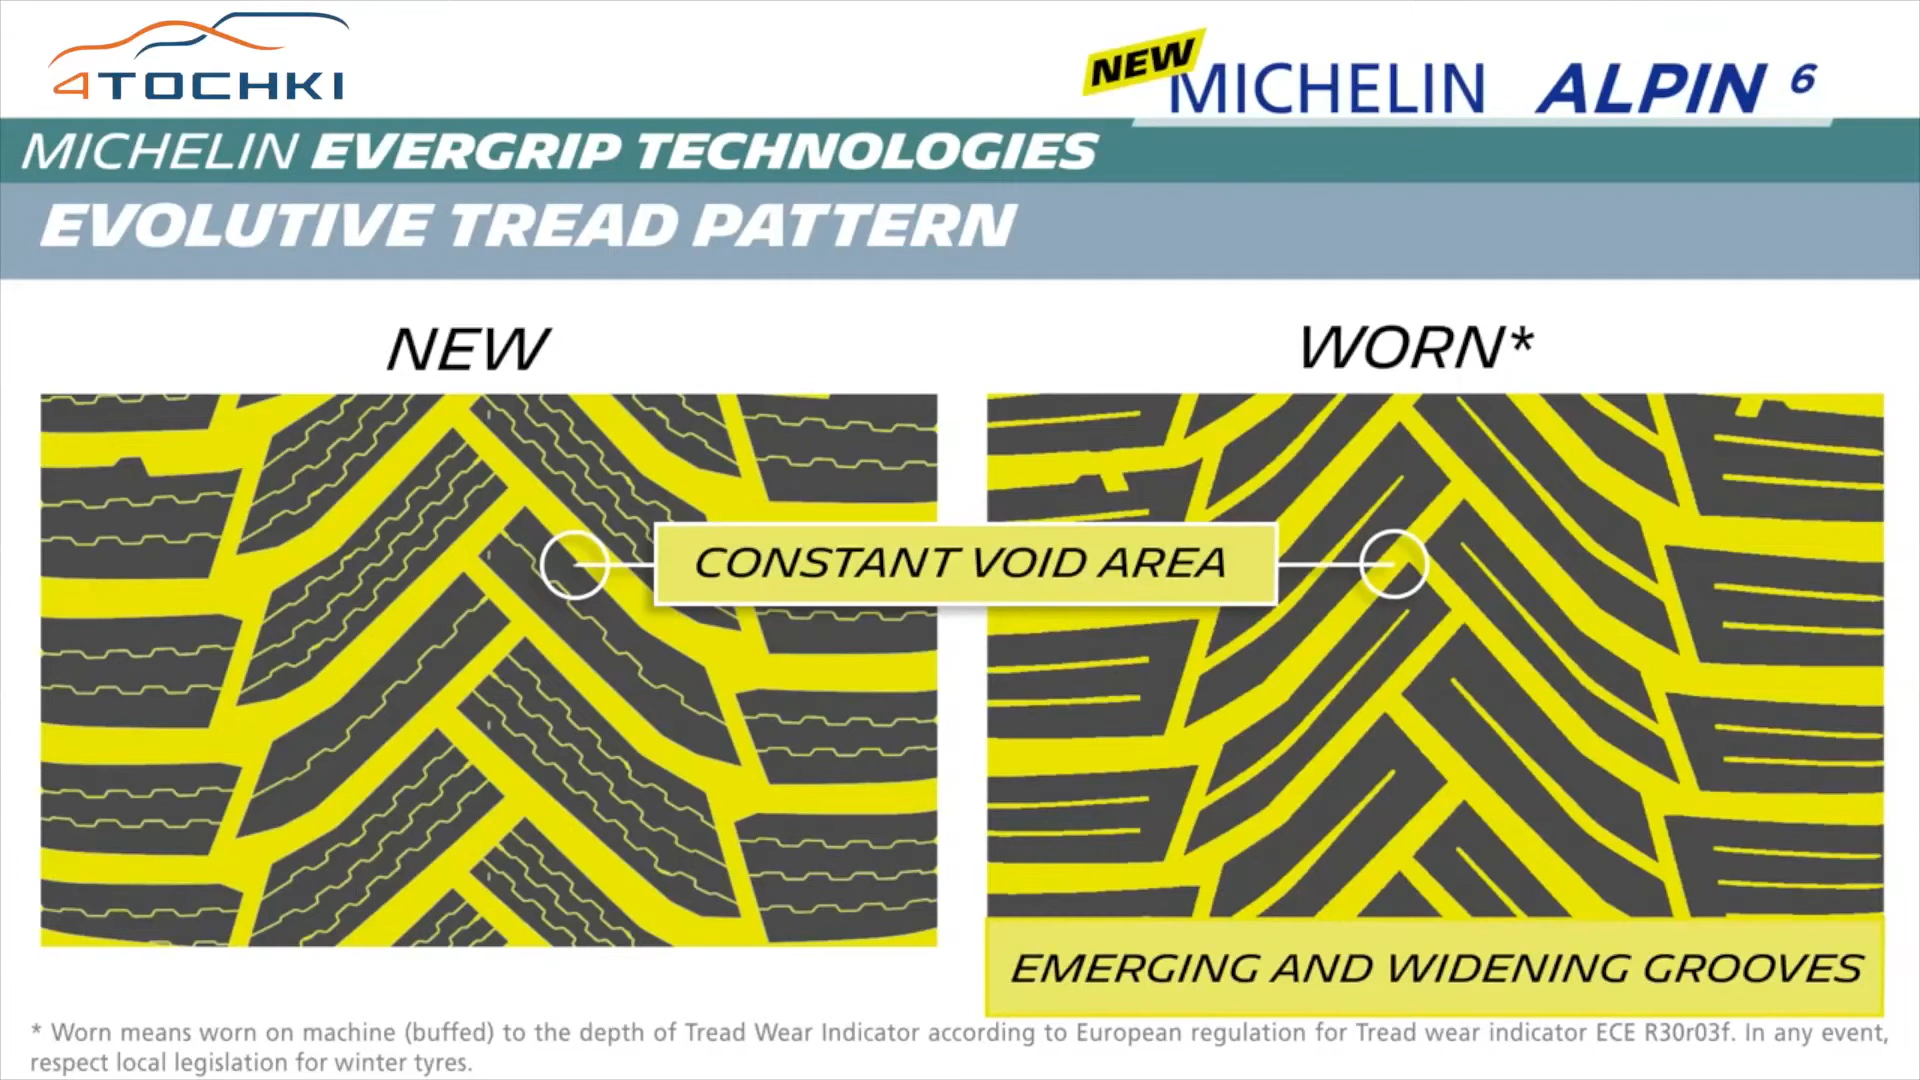 4TOCHKI
NEW
MICHELIN ALPIN 6
MICHELIN EVERGRIP TECHNOLOGIES
EVOLUTIVE TREAD PATTERN
NEW
WORN*
CONSTANT VOID AREA
EMERGING AND WIDENING GROOVES
* Worn means worn on machine (buffed) to the depth of Tread Wear Indicator according to European regulation for Tread wear indicator ECE R30r03f. In any event,
respect local legislation for winter tyres.